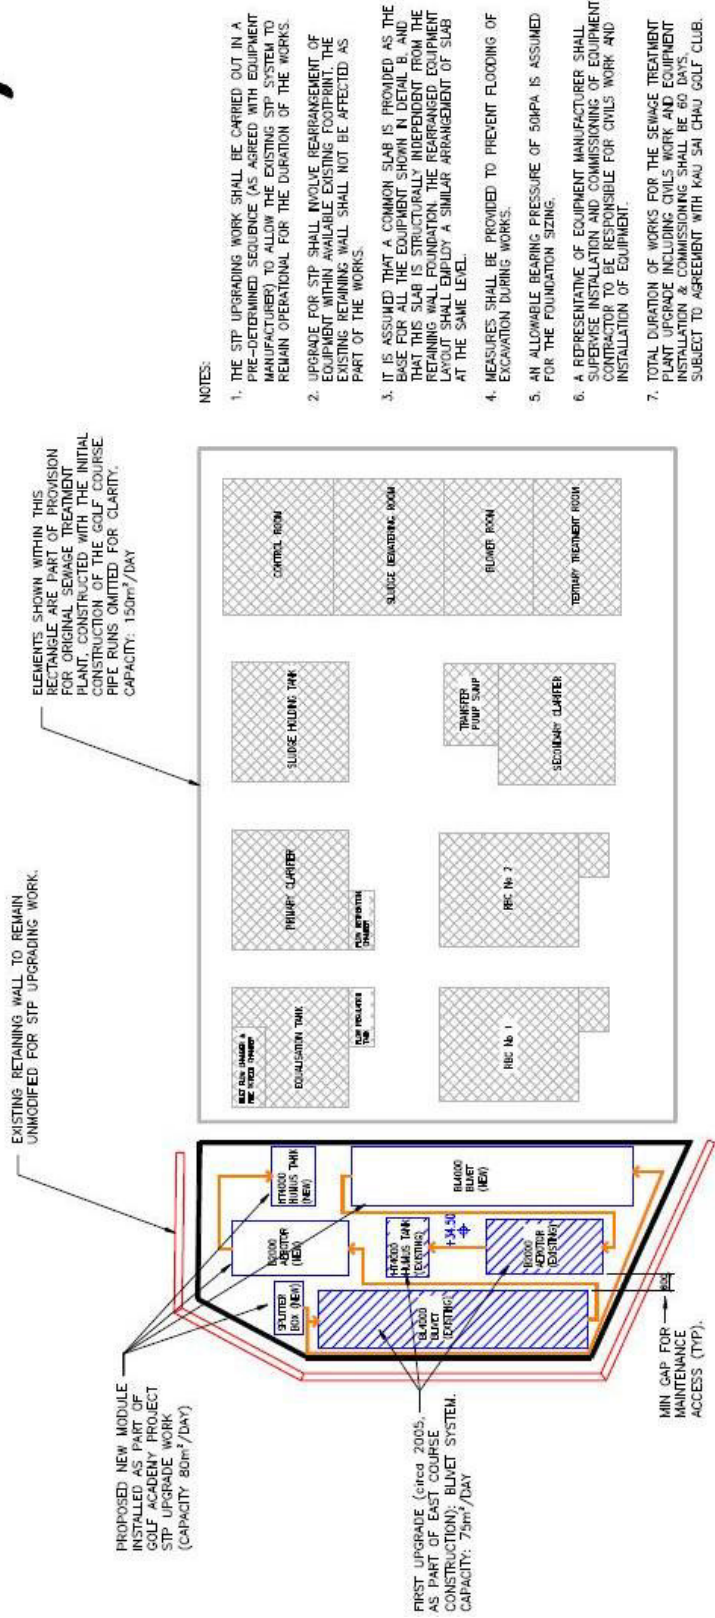 PROPOSED NEW MODULE
INSTALLED AS PART OF
GOLF ACADEMY PROJECT
STP UPGRADE WORK
(CAPACITY 80m³/DAY)
EXISTING RETAINING WALL TO REMAIN
UNMODIFIED FOR STP UPGRADING WORK.
ELEMENTS SHOWN WITHIN THIS
RECTANGLE ARE PART OF PROVISION
FOR ORIGINAL SEWAGE TREATMENT
PLANT, CONSTRUCTED WITH THE INITIAL
CONSTRUCTION OF THE GOLF COURSE.
PIPE RUNS OMITTED FOR CLARITY.
CAPACITY: 150m³/DAY
FIRST UPGRADE (circa 2005,
AS PART OF EAST COURSE
CONSTRUCTION): BLIVET SYSTEM.
CAPACITY: 75m³/DAY
MIN GAP FOR
MAINTENANCE
ACCESS (TYP).
600
SPLITTER
BOX (NEW)
B2000
AEROTOR
(NEW)
HT4000
HUMUS TANK
(NEW)
BL4000
BLIVET
(EXISTING)
HT4000
HUMUS TANK
(EXISTING)
+34.50
B2000
AEROTOR
(EXISTING)
BL4000
BLIVET
(NEW)
EQUALISATION TANK
PRIMARY CLARIFIER
SLUDGE HOLDING TANK
CONTROL ROOM
SLUDGE DEWATERING ROOM
BLOWER ROOM
TERTIARY TREATMENT ROOM
FLOW REGULATION
TANK
RBC No 1
RBC No 2
TRANSFER
PUMP SUMP
SECONDARY CLARIFIER
NOTES:
1. THE STP UPGRADING WORK SHALL BE CARRIED OUT IN A
PRE-DETERMINED SEQUENCE (AS AGREED WITH EQUIPMENT
MANUFACTURER) TO ALLOW THE EXISTING STP SYSTEM TO
REMAIN OPERATIONAL FOR THE DURATION OF THE WORKS.
2. UPGRADE FOR STP SHALL INVOLVE REARRANGEMENT OF
EQUIPMENT WITHIN AVAILABLE EXISTING FOOTPRINT. THE
EXISTING RETAINING WALL SHALL NOT BE AFFECTED AS
PART OF THE WORKS.
3. IT IS ASSUMED THAT A COMMON SLAB IS PROVIDED AS THE
BASE FOR ALL THE EQUIPMENT SHOWN IN DETAIL B, AND
THAT THIS SLAB IS STRUCTURALLY INDEPENDENT FROM THE
RETAINING WALL FOUNDATION. THE REARRANGED EQUIPMENT
LAYOUT SHALL EMPLOY A SIMILAR ARRANGEMENT OF SLAB
AT THE SAME LEVEL.
4. MEASURES SHALL BE PROVIDED TO PREVENT FLOODING OF
EXCAVATION DURING WORKS.
5. AN ALLOWABLE BEARING PRESSURE OF 50kPA IS ASSUMED
FOR THE FOUNDATION SIZING.
6. A REPRESENTATIVE OF EQUIPMENT MANUFACTURER SHALL
SUPERVISE INSTALLATION AND COMMISSIONING OF EQUIPMENT
CONTRACTOR TO BE RESPONSIBLE FOR CIVILS WORK AND
INSTALLATION OF EQUIPMENT.
7. TOTAL DURATION OF WORKS FOR THE SEWAGE TREATMENT
PLANT UPGRADE INCLUDING CIVILS WORK AND EQUIPMENT
INSTALLATION & COMMISSIONING SHALL BE 60 DAYS,
SUBJECT TO AGREEMENT WITH KAU SAI CHAU GOLF CLUB.